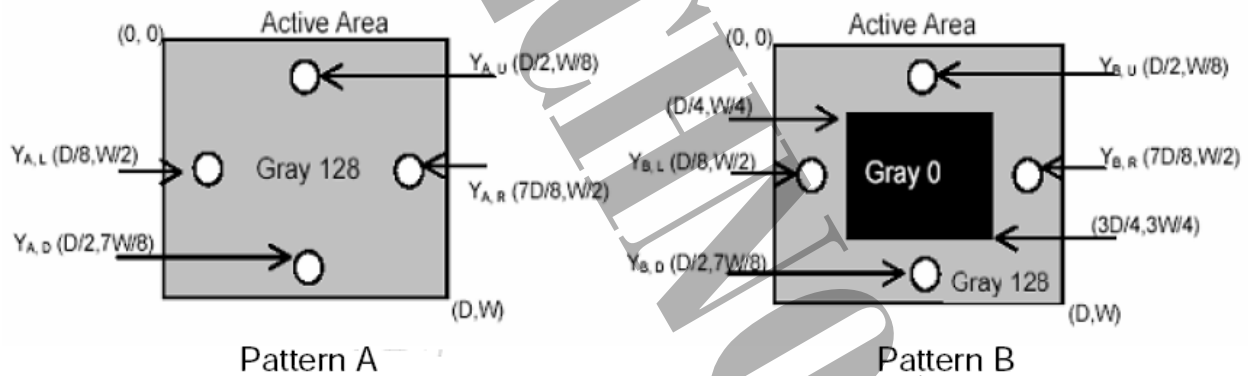 Active Area
(0, 0)
YA, U (D/2,W/8)
YA, L (D/8,W/2)
Gray 128
YA, R (7D/8,W/2)
YA, D (D/2,7W/8)
(D,W)
Pattern A
Active Area
(0, 0)
YB, U (D/2,W/8)
(D/4,W/4)
YB, L (D/8,W/2)
Gray 0
YB, R (7D/8,W/2)
(3D/4,3W/4)
YB, D (D/2,7W/8)
Gray 128
(D,W)
Pattern B